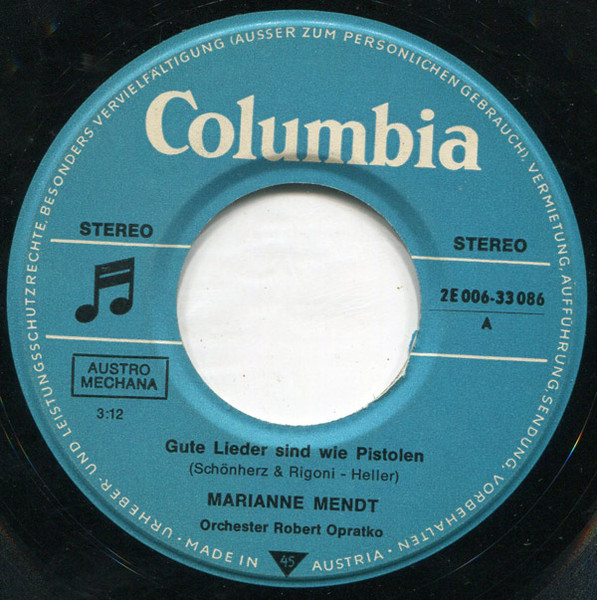 URHEBER- UND LEISTUNGSSCHUTZRECHTE, BESONDERS VERVIELFÄLTIGUNG (AUSSER ZUM PERSÖNLICHEN GEBRAUCH), VERMIETUNG, AUFFÜHRUNG, SENDUNG, VORBEHALTEN
Columbia
STEREO
STEREO
2E 006-33 086
A
AUSTRO
MECHANA
3:12
Gute Lieder sind wie Pistolen
(Schönherz & Rigoni - Heller)
MARIANNE MENDT
Orchester Robert Opratko
· MADE IN 45 AUSTRIA ·